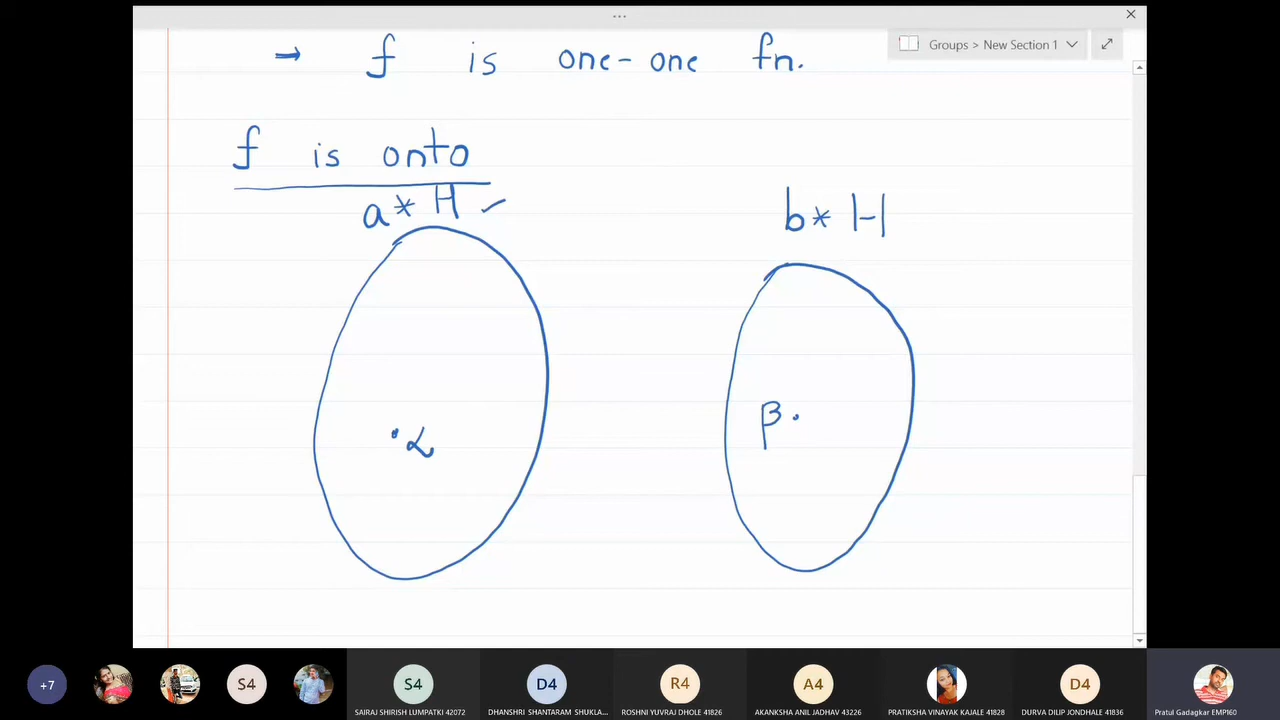 Groups > New Section 1
→ f is one-one fn.
f is onto
a* H ✓
b* H
β.
.α
+7
S4
S4
D4
R4
A4
D4
SAIRAJ SHIRISH LUMPATKI 42072
DHANSHRI SHANTARAM SHUKLA...
ROSHNI YUVRAJ DHOLE 41826
AKANKSHA ANIL JADHAV 43226
PRATIKSHA VINAYAK KAJALE 41828
DURVA DILIP JONDHALE 41836
Pratul Gadagkar EMP160